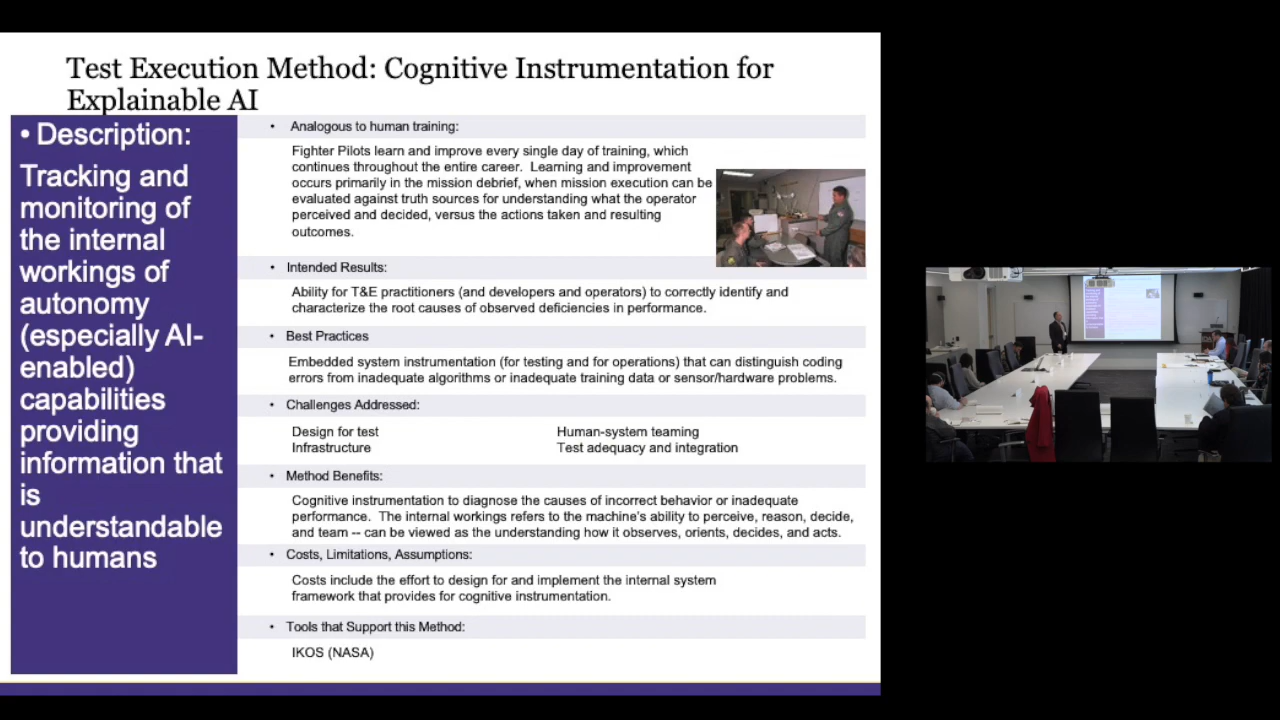 Test Execution Method: Cognitive Instrumentation for
Explainable AI
• Description:
Tracking and
monitoring of
the internal
workings of
autonomy
(especially AI-
enabled)
capabilities
providing
information that
is
understandable
to humans
• Analogous to human training:
Fighter Pilots learn and improve every single day of training, which
continues throughout the entire career. Learning and improvement
occurs primarily in the mission debrief, when mission execution can be
evaluated against truth sources for understanding what the operator
perceived and decided, versus the actions taken and resulting
outcomes.
• Intended Results:
Ability for T&E practitioners (and developers and operators) to correctly identify and
characterize the root causes of observed deficiencies in performance.
• Best Practices
Embedded system instrumentation (for testing and for operations) that can distinguish coding
errors from inadequate algorithms or inadequate training data or sensor/hardware problems.
• Challenges Addressed:
Design for test Human-system teaming
Infrastructure Test adequacy and integration
• Method Benefits:
Cognitive instrumentation to diagnose the causes of incorrect behavior or inadequate
performance. The internal workings refers to the machine's ability to perceive, reason, decide,
and team -- can be viewed as the understanding how it observes, orients, decides, and acts.
• Costs, Limitations, Assumptions:
Costs include the effort to design for and implement the internal system
framework that provides for cognitive instrumentation.
• Tools that Support this Method:
IKOS (NASA)